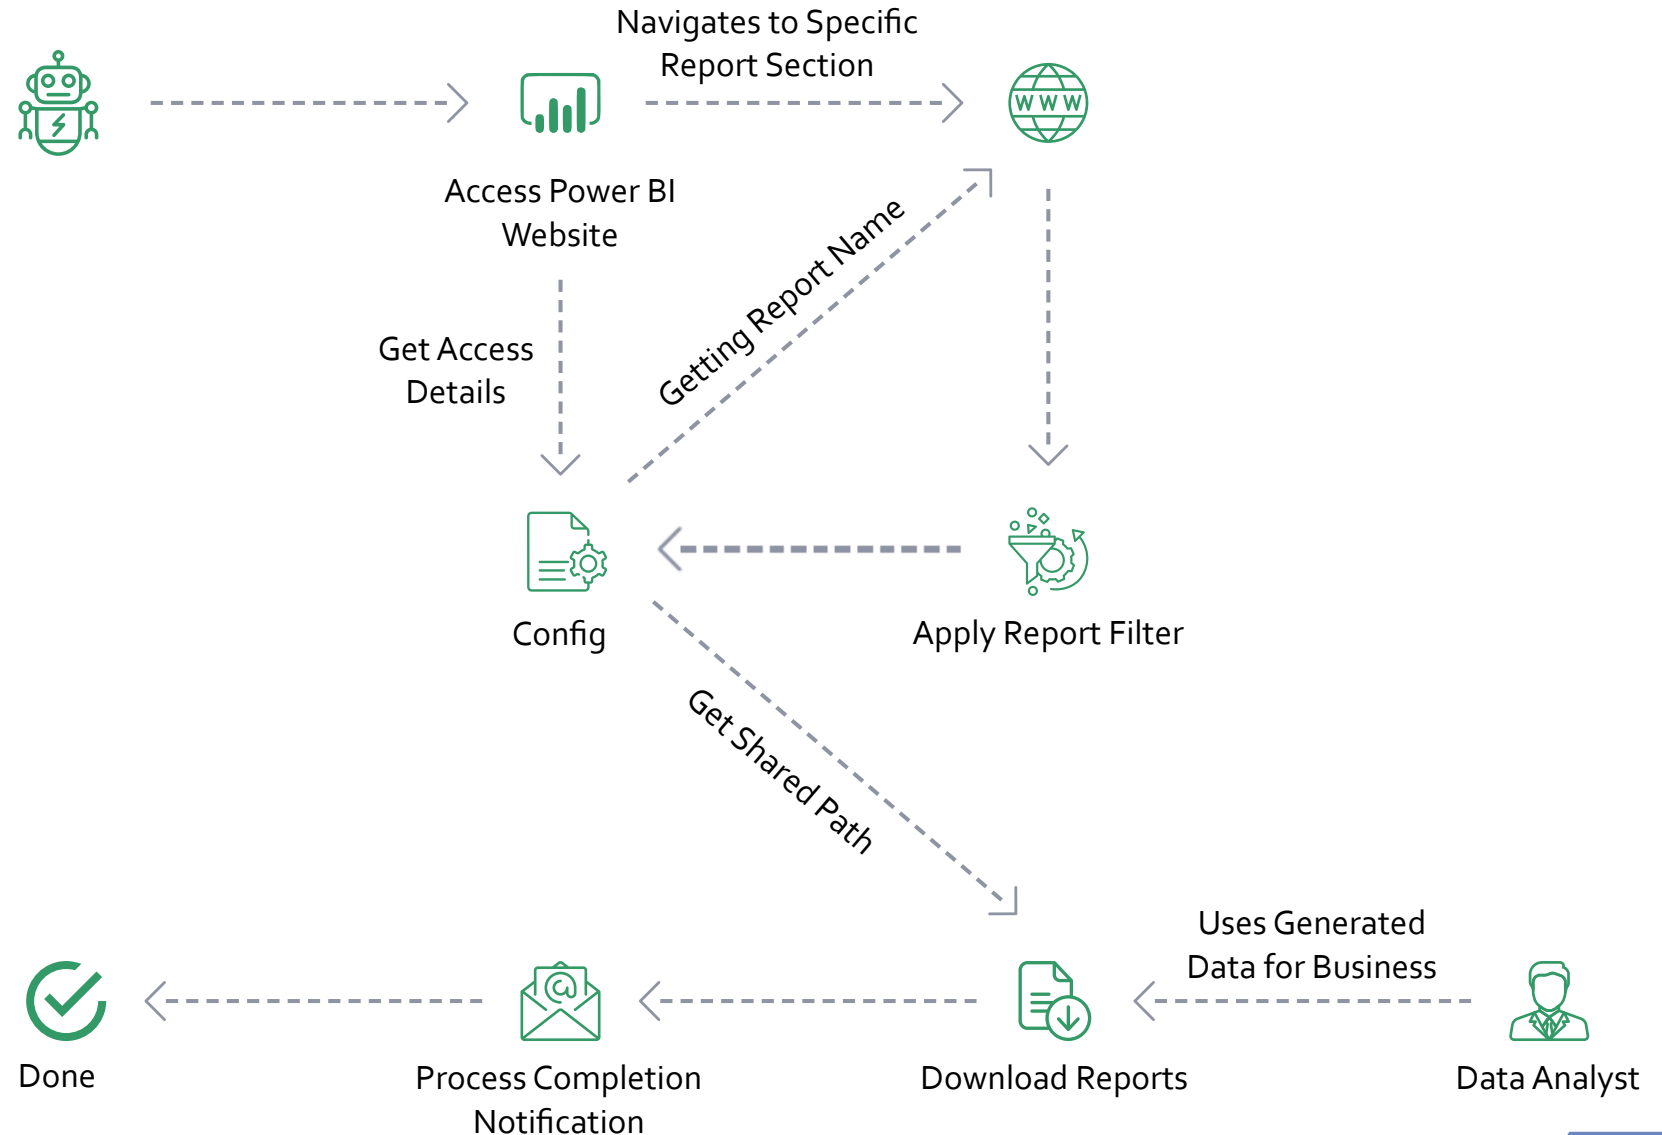 Navigates to Specific
Report Section
WWW
Access Power BI
Website
Getting Report Name
Get Access
Details
Config
Apply Report Filter
Get Shared Path
Uses Generated
Data for Business
@
Done
Process Completion
Notification
Download Reports
Data Analyst